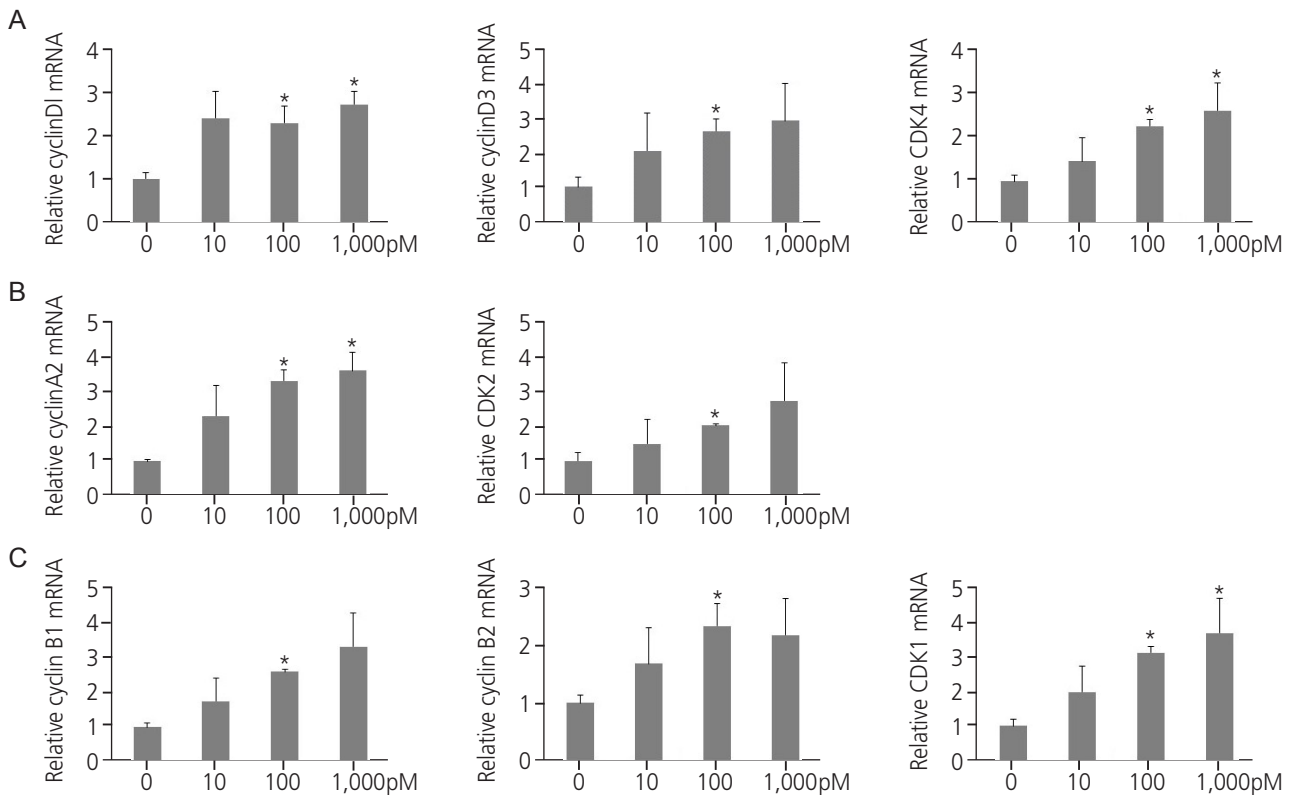 A
Relative cyclinDl mRNA
4
3
2
1
0
*
*
0 10 100 1,000pM
Relative cyclinD3 mRNA
5
4
3
2
1
0
*
0 10 100 1,000pM
Relative CDK4 mRNA
4
3
2
1
0
*
*
0 10 100 1,000pM
B
Relative cyclinA2 mRNA
5
4
3
2
1
0
*
*
0 10 100 1,000pM
Relative CDK2 mRNA
5
4
3
2
1
0
*
0 10 100 1,000pM
C
Relative cyclin B1 mRNA
5
4
3
2
1
0
*
0 10 100 1,000pM
Relative cyclin B2 mRNA
3
2
1
0
*
0 10 100 1,000pM
Relative CDK1 mRNA
5
4
3
2
1
0
*
*
0 10 100 1,000pM